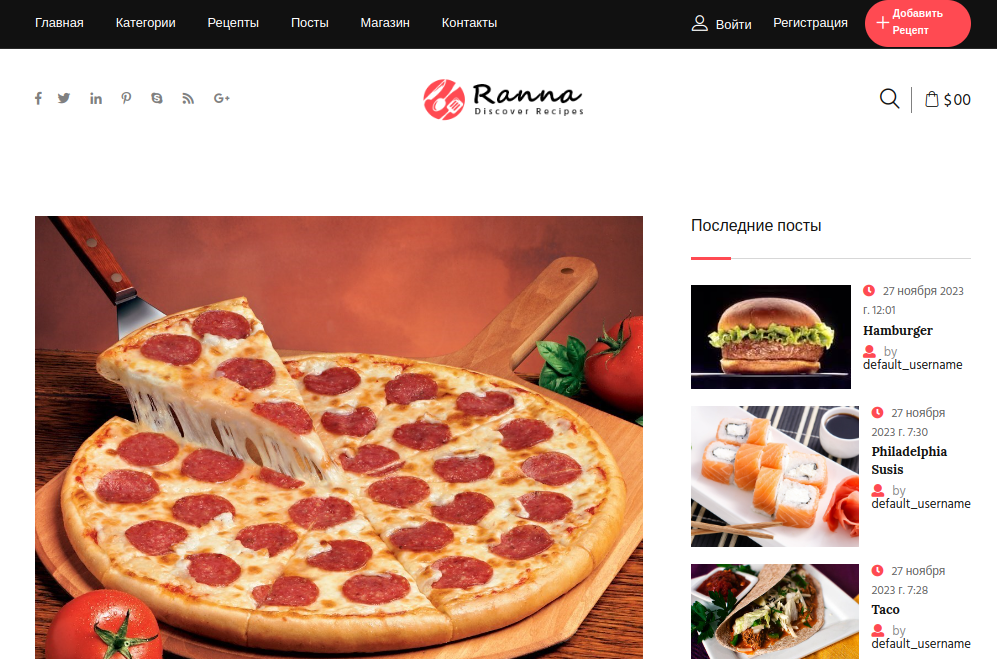 Главная Категории Рецепты Посты Магазин Контакты Войти Регистрация Добавить
Рецепт
Ranna
Discover Recipes
$00
Последние посты
27 ноября 2023
г. 12:01
Hamburger
by
default_username
27 ноября
2023 г. 7:30
Philadelphia
Susis
by
default_username
27 ноября
2023 г. 7:28
Taco
by
default_username